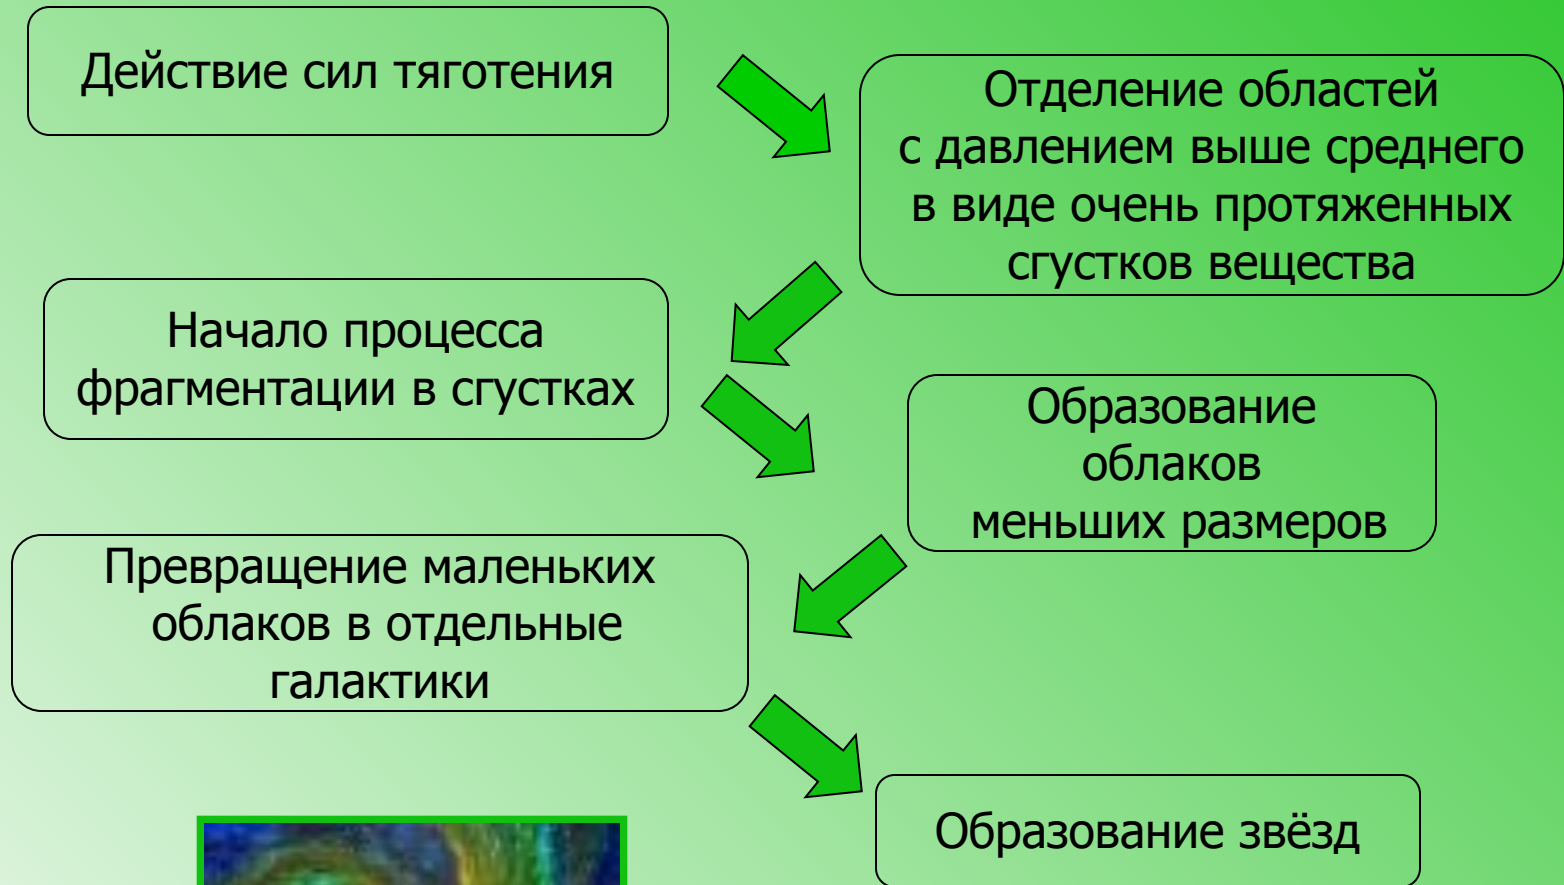 Действие сил тяготения
Отделение областей
с давлением выше среднего
в виде очень протяженных
сгустков вещества
Начало процесса
фрагментации в сгустках
Образование
облаков
меньших размеров
Превращение маленьких
облаков в отдельные
галактики
Образование звёзд